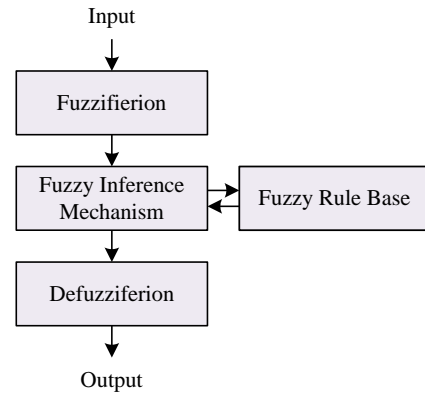 Input
Fuzzifierion
Fuzzy Inference
Mechanism
Fuzzy Rule Base
Defuzziferion
Output